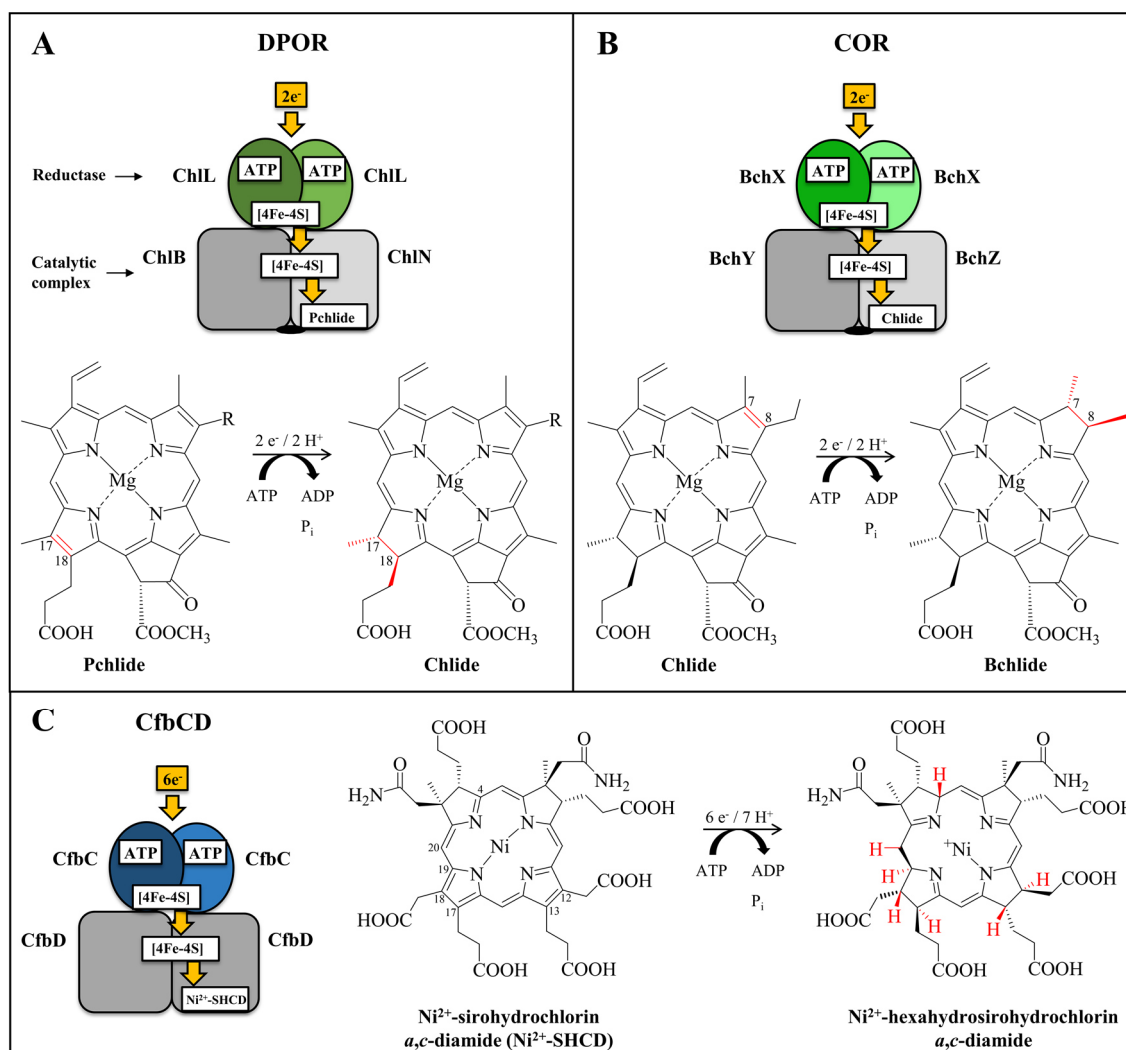 A
DPOR
2e-
Reductase
ChlL
ATP
ATP
ChlL
[4Fe-4S]
Catalytic
complex
ChlB
[4Fe-4S]
ChlN
Pchlide
R
N
N
Mg
N
N
17
18
O
COOH
COOCH3
Pchlide
2 e- / 2 H+
ATP
ADP
Pi
R
N
N
Mg
N
N
17
18
O
COOH
COOCH3
Chlide
B
COR
2e-
BchX
ATP
ATP
BchX
[4Fe-4S]
BchY
[4Fe-4S]
BchZ
Chlide
7
8
N
N
Mg
N
N
O
COOH
COOCH3
Chlide
2 e- / 2 H+
ATP
ADP
Pi
7
8
N
N
Mg
N
N
O
COOH
COOCH3
Bchlide
C
CfbCD
6e-
CfbC
ATP
ATP
CfbC
[4Fe-4S]
CfbD
[4Fe-4S]
CfbD
Ni2+-SHCD
COOH
O
O
H2N
NH2
4
COOH
N
N
Ni
20
19
N
N
18
17
12
13
COOH
HOOC
COOH
COOH
Ni2+-sirohydrochlorin
a,c-diamide (Ni2+-SHCD)
6 e- / 7 H+
ATP
ADP
Pi
COOH
O
O
H2N
NH2
H
COOH
N
N
+Ni
H
H
N
N
H
COOH
HOOC
H
H
H
COOH
COOH
Ni2+-hexahydrosirohydrochlorin
a,c-diamide